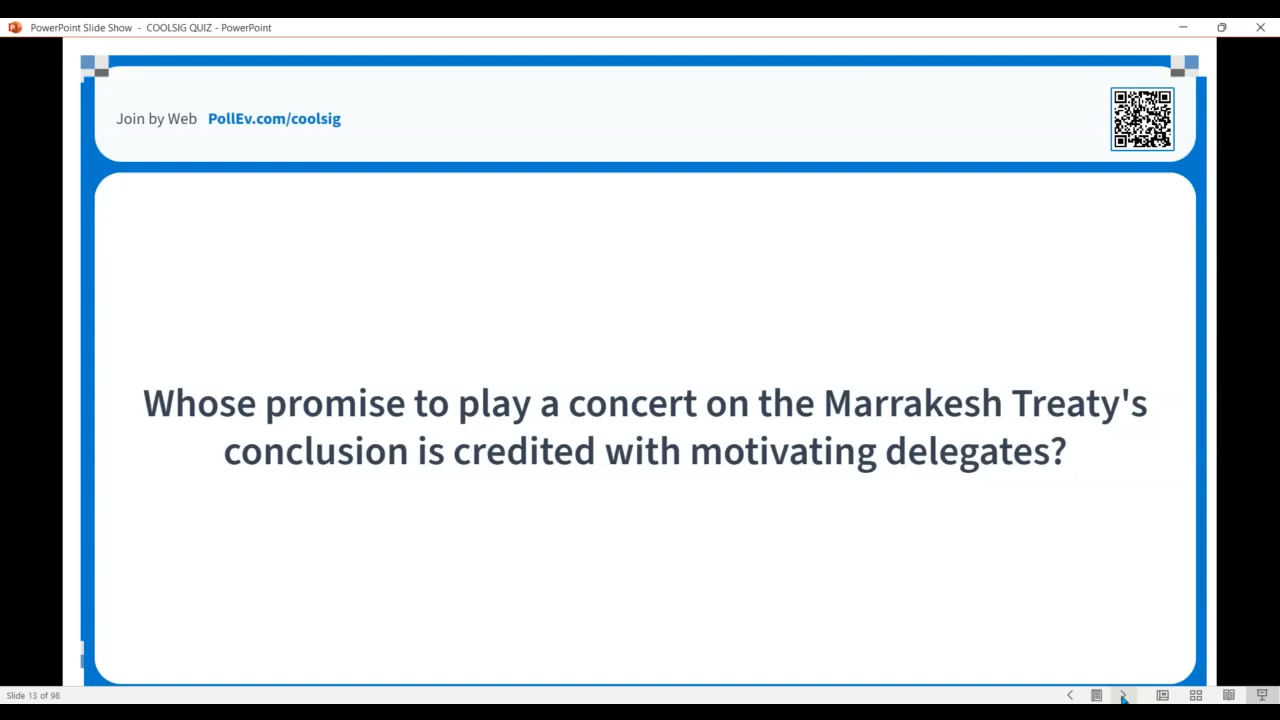 PowerPoint Slide Show - COOLSIG QUIZ - PowerPoint
Join by Web PollEv.com/coolsig
Whose promise to play a concert on the Marrakesh Treaty's
conclusion is credited with motivating delegates?
Slide 13 of 98